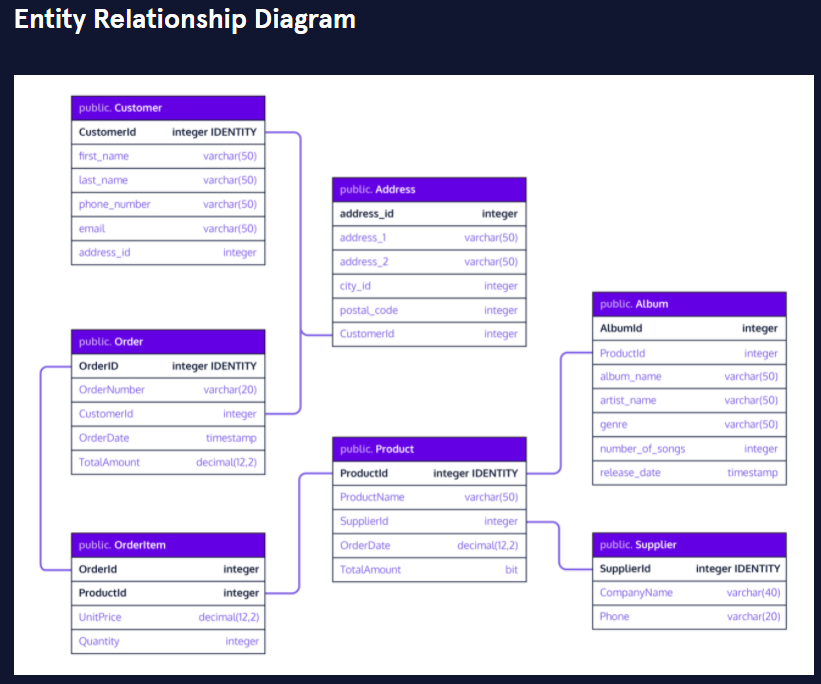 Entity Relationship Diagram
public. Customer
CustomerId integer IDENTITY
first_name varchar(50)
last_name varchar(50)
phone_number varchar(50)
email varchar(50)
address_id integer
public. Address
address_id integer
address_1 varchar(50)
address_2 varchar(50)
city_id integer
postal_code integer
CustomerId integer
public. Album
AlbumId integer
ProductId integer
album_name varchar(50)
artist_name varchar(50)
genre varchar(50)
number_of_songs integer
release_date timestamp
public. Order
OrderID integer IDENTITY
OrderNumber varchar(20)
CustomerId integer
OrderDate timestamp
TotalAmount decimal(12,2)
public. Product
ProductId integer IDENTITY
ProductName varchar(50)
SupplierId integer
OrderDate decimal(12,2)
TotalAmount bit
public. OrderItem
OrderId integer
ProductId integer
UnitPrice decimal(12,2)
Quantity integer
public. Supplier
SupplierId integer IDENTITY
CompanyName varchar(40)
Phone varchar(20)